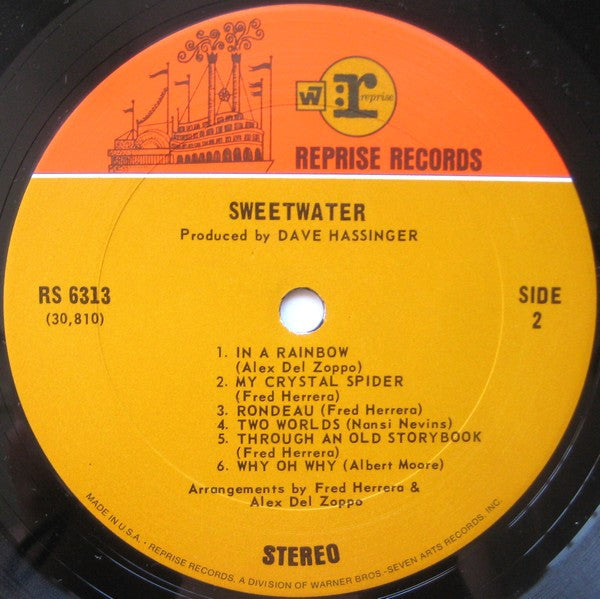 W7 r reprise
REPRISE RECORDS
SWEETWATER
Produced by DAVE HASSINGER
RS 6313
(30,810)
SIDE
2
1. IN A RAINBOW
(Alex Del Zoppo)
2. MY CRYSTAL SPIDER
(Fred Herrera)
3. RONDEAU (Fred Herrera)
4. TWO WORLDS (Nansi Nevins)
5. THROUGH AN OLD STORYBOOK
(Fred Herrera)
6. WHY OH WHY (Albert Moore)
Arrangements by Fred Herrera &
Alex Del Zoppo
STEREO
MADE IN U.S.A. • REPRISE RECORDS, A DIVISION OF WARNER BROS.-SEVEN ARTS RECORDS, INC.